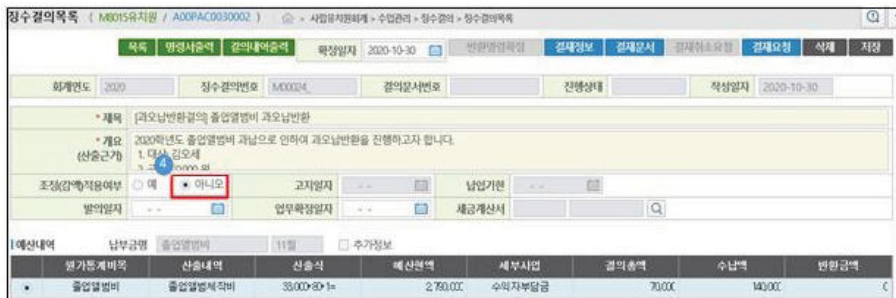 징수결의목록 ( M8015유치원 / A00PAC0030002 ) 사립유치원회계 > 수입관리 > 징수결의 > 징수결의목록
목록 명령서출력 결의내역출력 확정일자 2020-10-30 반환명령확정 결재정보 결재문서 결재취소요청 결재요청 삭제 저장
회계연도 2020 징수결의번호 M00024_ 결의문서번호 진행상태 작성일자 2020-10-30
* 제목 [과오납반환결의] 졸업앨범비 과오납반환
* 개요 2020학년도 졸업앨범비 과납으로 인하여 과오납반환을 진행하고자 합니다.
(산출근거) 1. 대상: 김오세
4
조정(감액)적용여부 예 아니오 고지일자 - - 납입기한 - -
발의일자 - - 업무확정일자 - - 세금계산서
예산내역 납부금명 졸업앨범비 11월 추가정보
원가통계비목 산출내역 산출식 예산현액 세부사업 결의총액 수납액 반환금액
졸업앨범비 졸업앨범제작비 수익자부담금